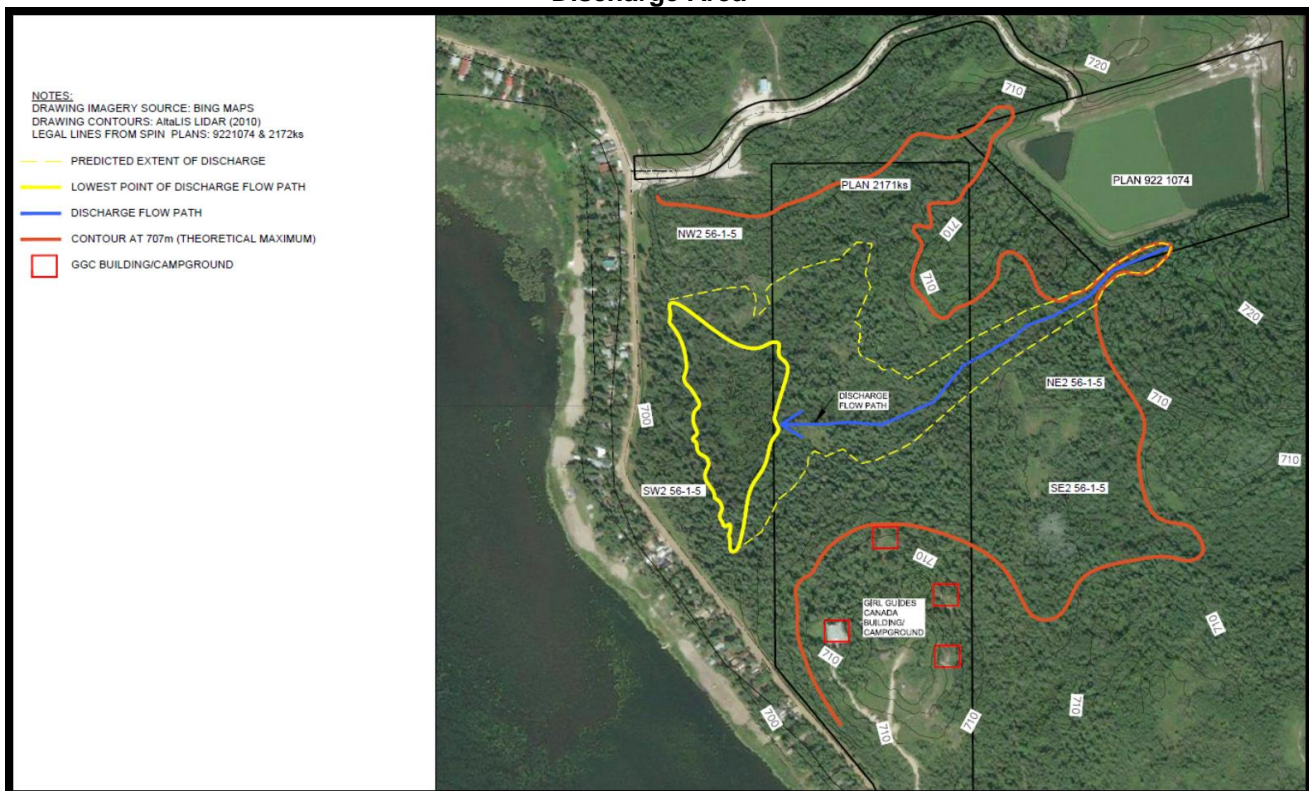 Discharge Area
NOTES:
DRAWING IMAGERY SOURCE: BING MAPS
DRAWING CONTOURS: AltaLIS LIDAR (2010)
LEGAL LINES FROM SPIN PLANS: 9221074 & 2172ks
PREDICTED EXTENT OF DISCHARGE
LOWEST POINT OF DISCHARGE FLOW PATH
DISCHARGE FLOW PATH
CONTOUR AT 707m (THEORETICAL MAXIMUM)
GGC BUILDING/CAMPGROUND
720
710
PLAN 922 1074
PLAN 2171ks
NW2 56-1-5
710
710
720
NE2 56-1-5
DISCHARGE
FLOW PATH
710
700
710
SW2 56-1-5
SE2 56-1-5
710
GIRL GUIDES
CANADA
BUILDING/
CAMPGROUND
710
710
710
700
710
710